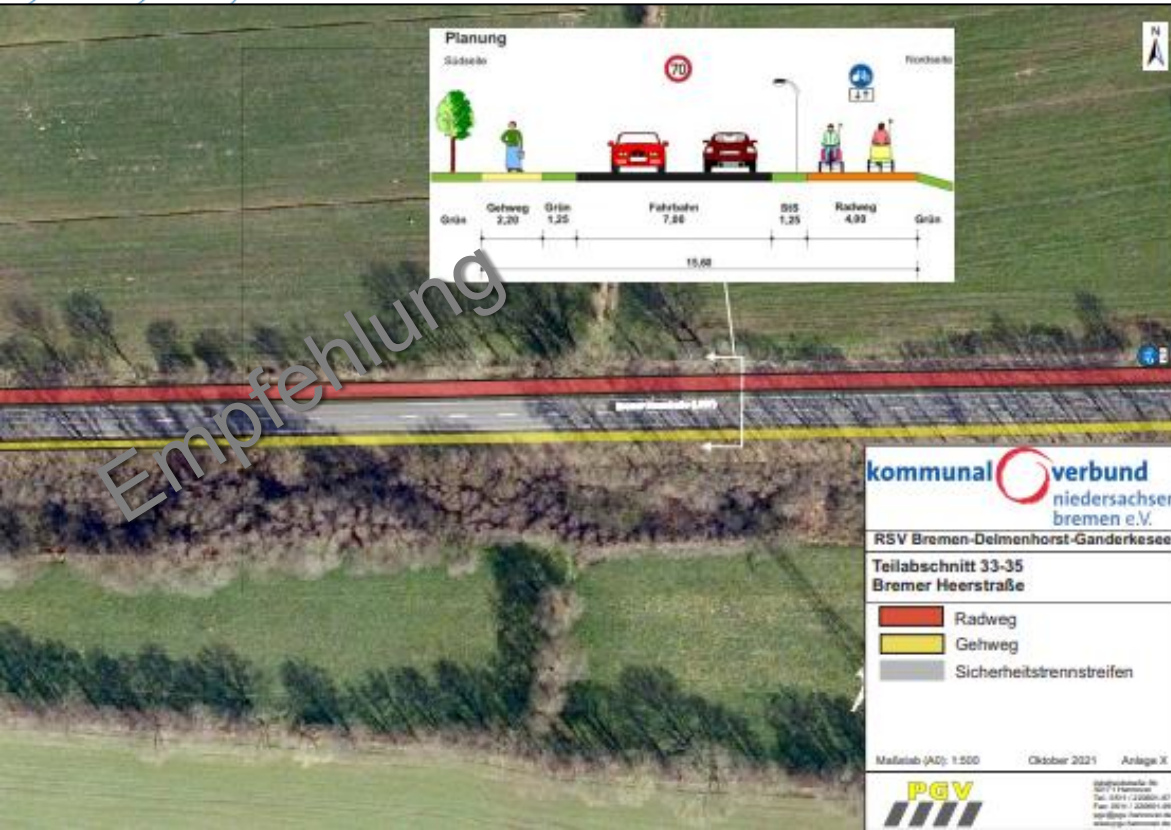 Planung
Südseite
Nordseite
N
70
Grün
Gehweg
2,20
Grün
1,25
Fahrbahn
7,00
StS
1,25
Radweg
4,00
Grün
15,60
Empfehlung
kommunal verbund
niedersachsen
bremen e.V.
RSV Bremen-Delmenhorst-Ganderkesee
Teilabschnitt 33-35
Bremer Heerstraße
Radweg
Gehweg
Sicherheitstrennstreifen
Maßstab (A0): 1:500 Oktober 2021 Anlage X
PGV